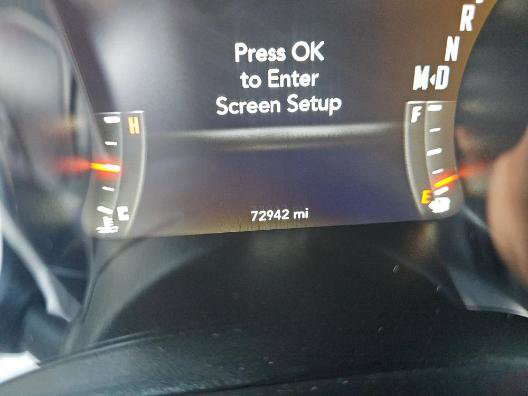 Press OK
to Enter
Screen Setup
R
N
M◁D
H
F
C
E
72942 mi